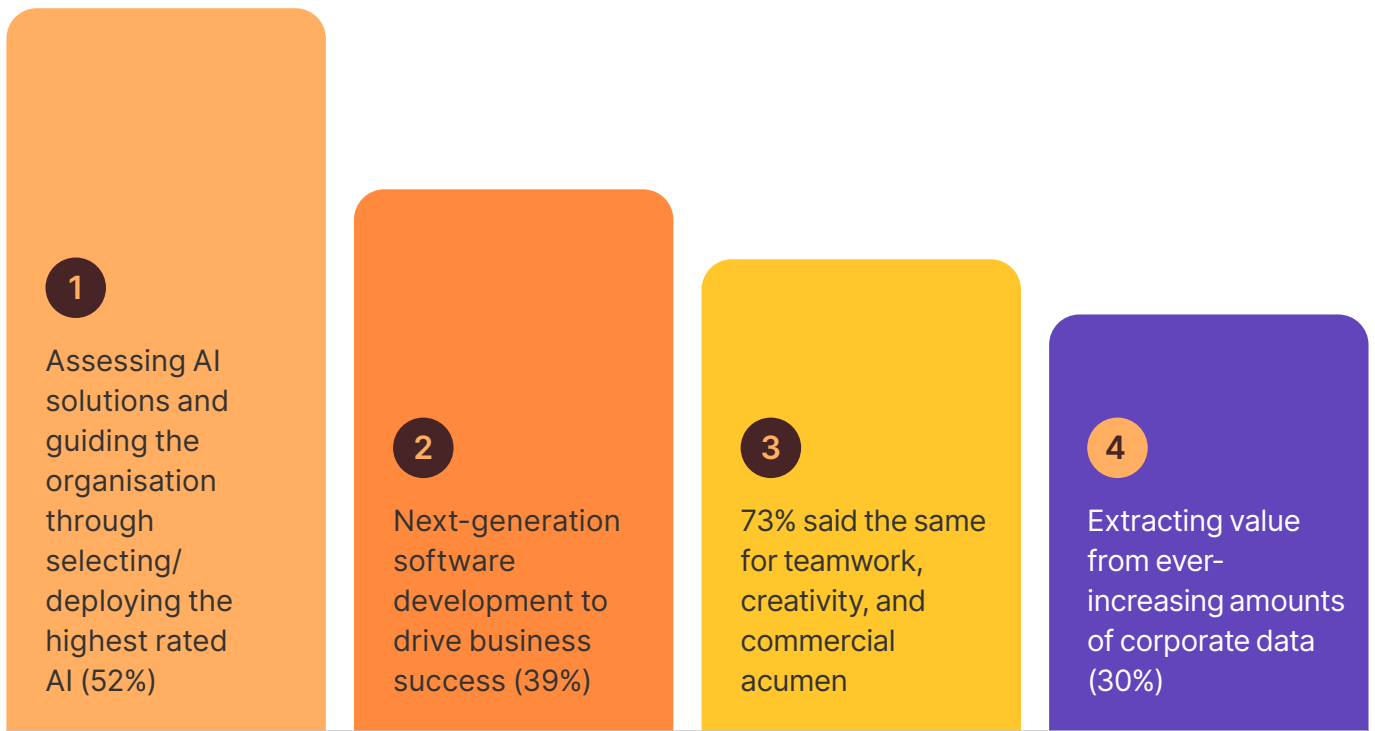 1
Assessing AI
solutions and
guiding the
organisation
through
selecting/
deploying the
highest rated
AI (52%)
2
Next-generation
software
development to
drive business
success (39%)
3
73% said the same
for teamwork,
creativity, and
commercial
acumen
4
Extracting value
from ever-
increasing amounts
of corporate data
(30%)